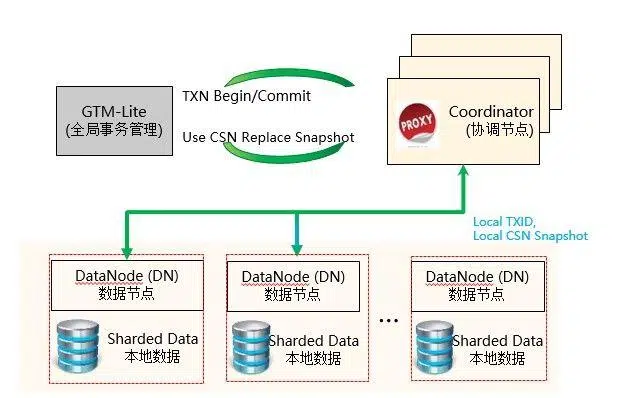 GTM-Lite
(全局事务管理)
TXN Begin/Commit
Use CSN Replace Snapshot
PROXY
Coordinator
(协调节点)
Local TXID,
Local CSN Snapshot
DataNode (DN)
数据节点
Sharded Data
本地数据
DataNode (DN)
数据节点
Sharded Data
本地数据
...
DataNode (DN)
数据节点
Sharded Data
本地数据